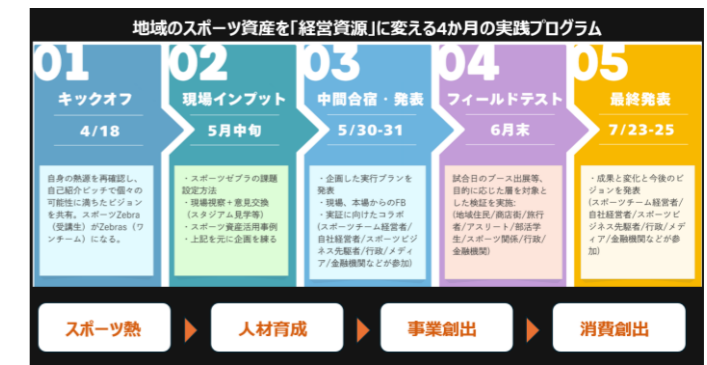 地域のスポーツ資産を「経営資源」に変える4か月の実践プログラム
01
キックオフ
4/18
自身の熱源を再確認し、
自己紹介ピッチで個々の
可能性に満ちたビジョン
を共有。スポーツZebra
（受講生）がZebras（ワ
ンチーム）になる。
02
現場インプット
5月中旬
・スポーツゼブラの課題
設定方法
・現場視察＋意見交換
（スタジアム見学等）
・スポーツ資産活用事例
・上記を元に企画を練る
03
中間合宿・発表
5/30-31
・企画した実行プランを
発表
・現場、本場からのFB
・実証に向けたコラボ
(スポーツチーム経営者/
自社経営者/スポーツビジ
ネス先駆者/行政/メディ
ア/金融機関などが参加)
04
フィールドテスト
6月末
試合日のブース出展等、
目的に応じた層を対象と
した検証を実施:
(地域住民/商店街/旅行
者/アスリート/部活学
生/スポーツ関係/行政/
金融機関)
05
最終発表
7/23-25
・成果と変化と今後のビ
ジョンを発表
(スポーツチーム経営者/
自社経営者/スポーツビ
ジネス先駆者/行政/メデ
ィア/金融機関などが参
加)
スポーツ熱
人材育成
事業創出
消費創出